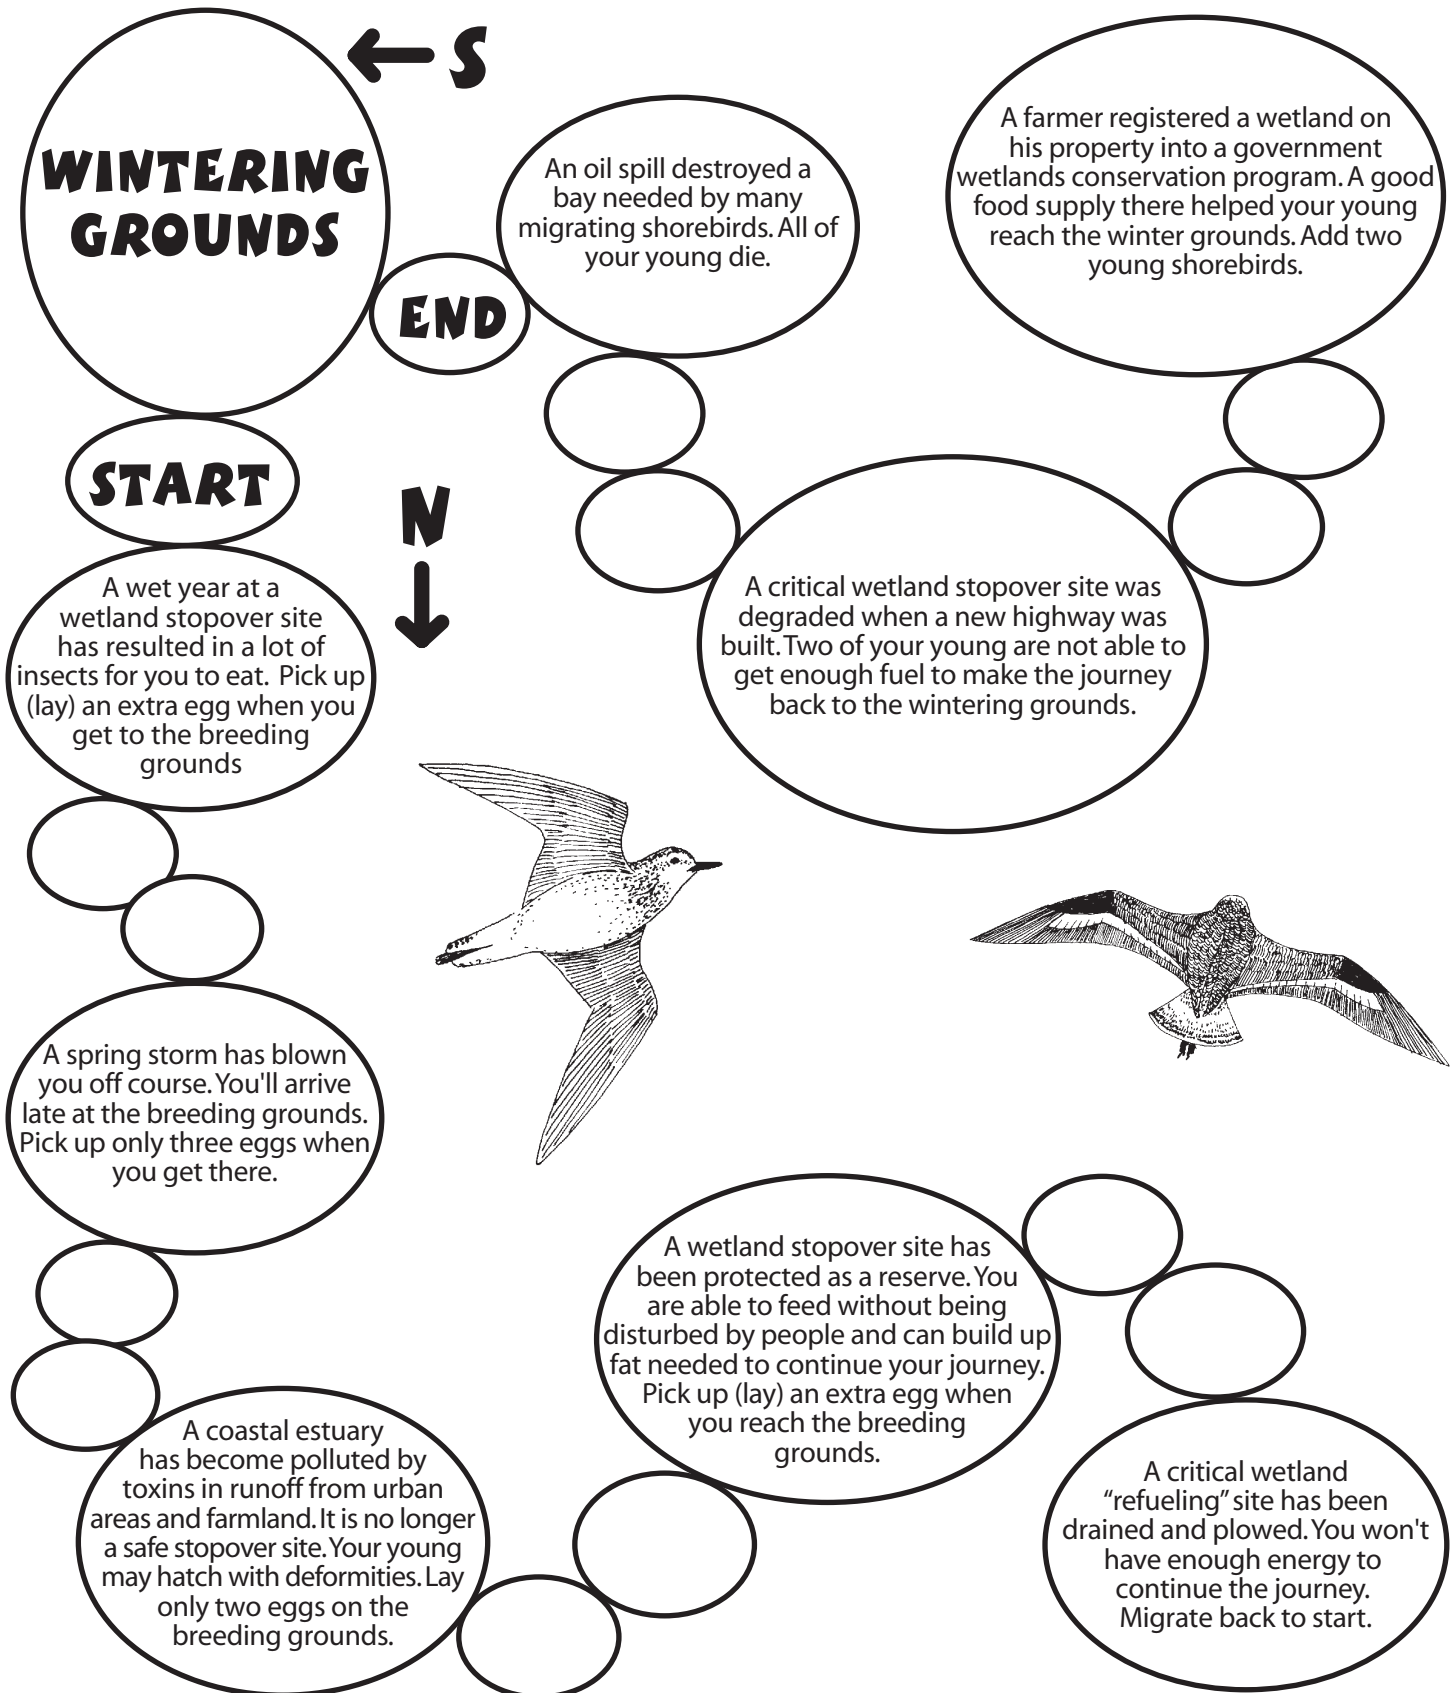 S
WINTERING
GROUNDS
END
START
N
A wet year at a
wetland stopover site
has resulted in a lot of
insects for you to eat. Pick up
(lay) an extra egg when you
get to the breeding
grounds
A spring storm has blown
you off course. You'll arrive
late at the breeding grounds.
Pick up only three eggs when
you get there.
A coastal estuary
has become polluted by
toxins in runoff from urban
areas and farmland. It is no longer
a safe stopover site. Your young
may hatch with deformities. Lay
only two eggs on the
breeding grounds.
A wetland stopover site has
been protected as a reserve. You
are able to feed without being
disturbed by people and can build up
fat needed to continue your journey.
Pick up (lay) an extra egg when
you reach the breeding
grounds.
A critical wetland
“refueling” site has been
drained and plowed. You won't
have enough energy to
continue the journey.
Migrate back to start.
A farmer registered a wetland on
his property into a government
wetlands conservation program. A good
food supply there helped your young
reach the winter grounds. Add two
young shorebirds.
A critical wetland stopover site was
degraded when a new highway was
built. Two of your young are not able to
get enough fuel to make the journey
back to the wintering grounds.
An oil spill destroyed a
bay needed by many
migrating shorebirds. All of
your young die.